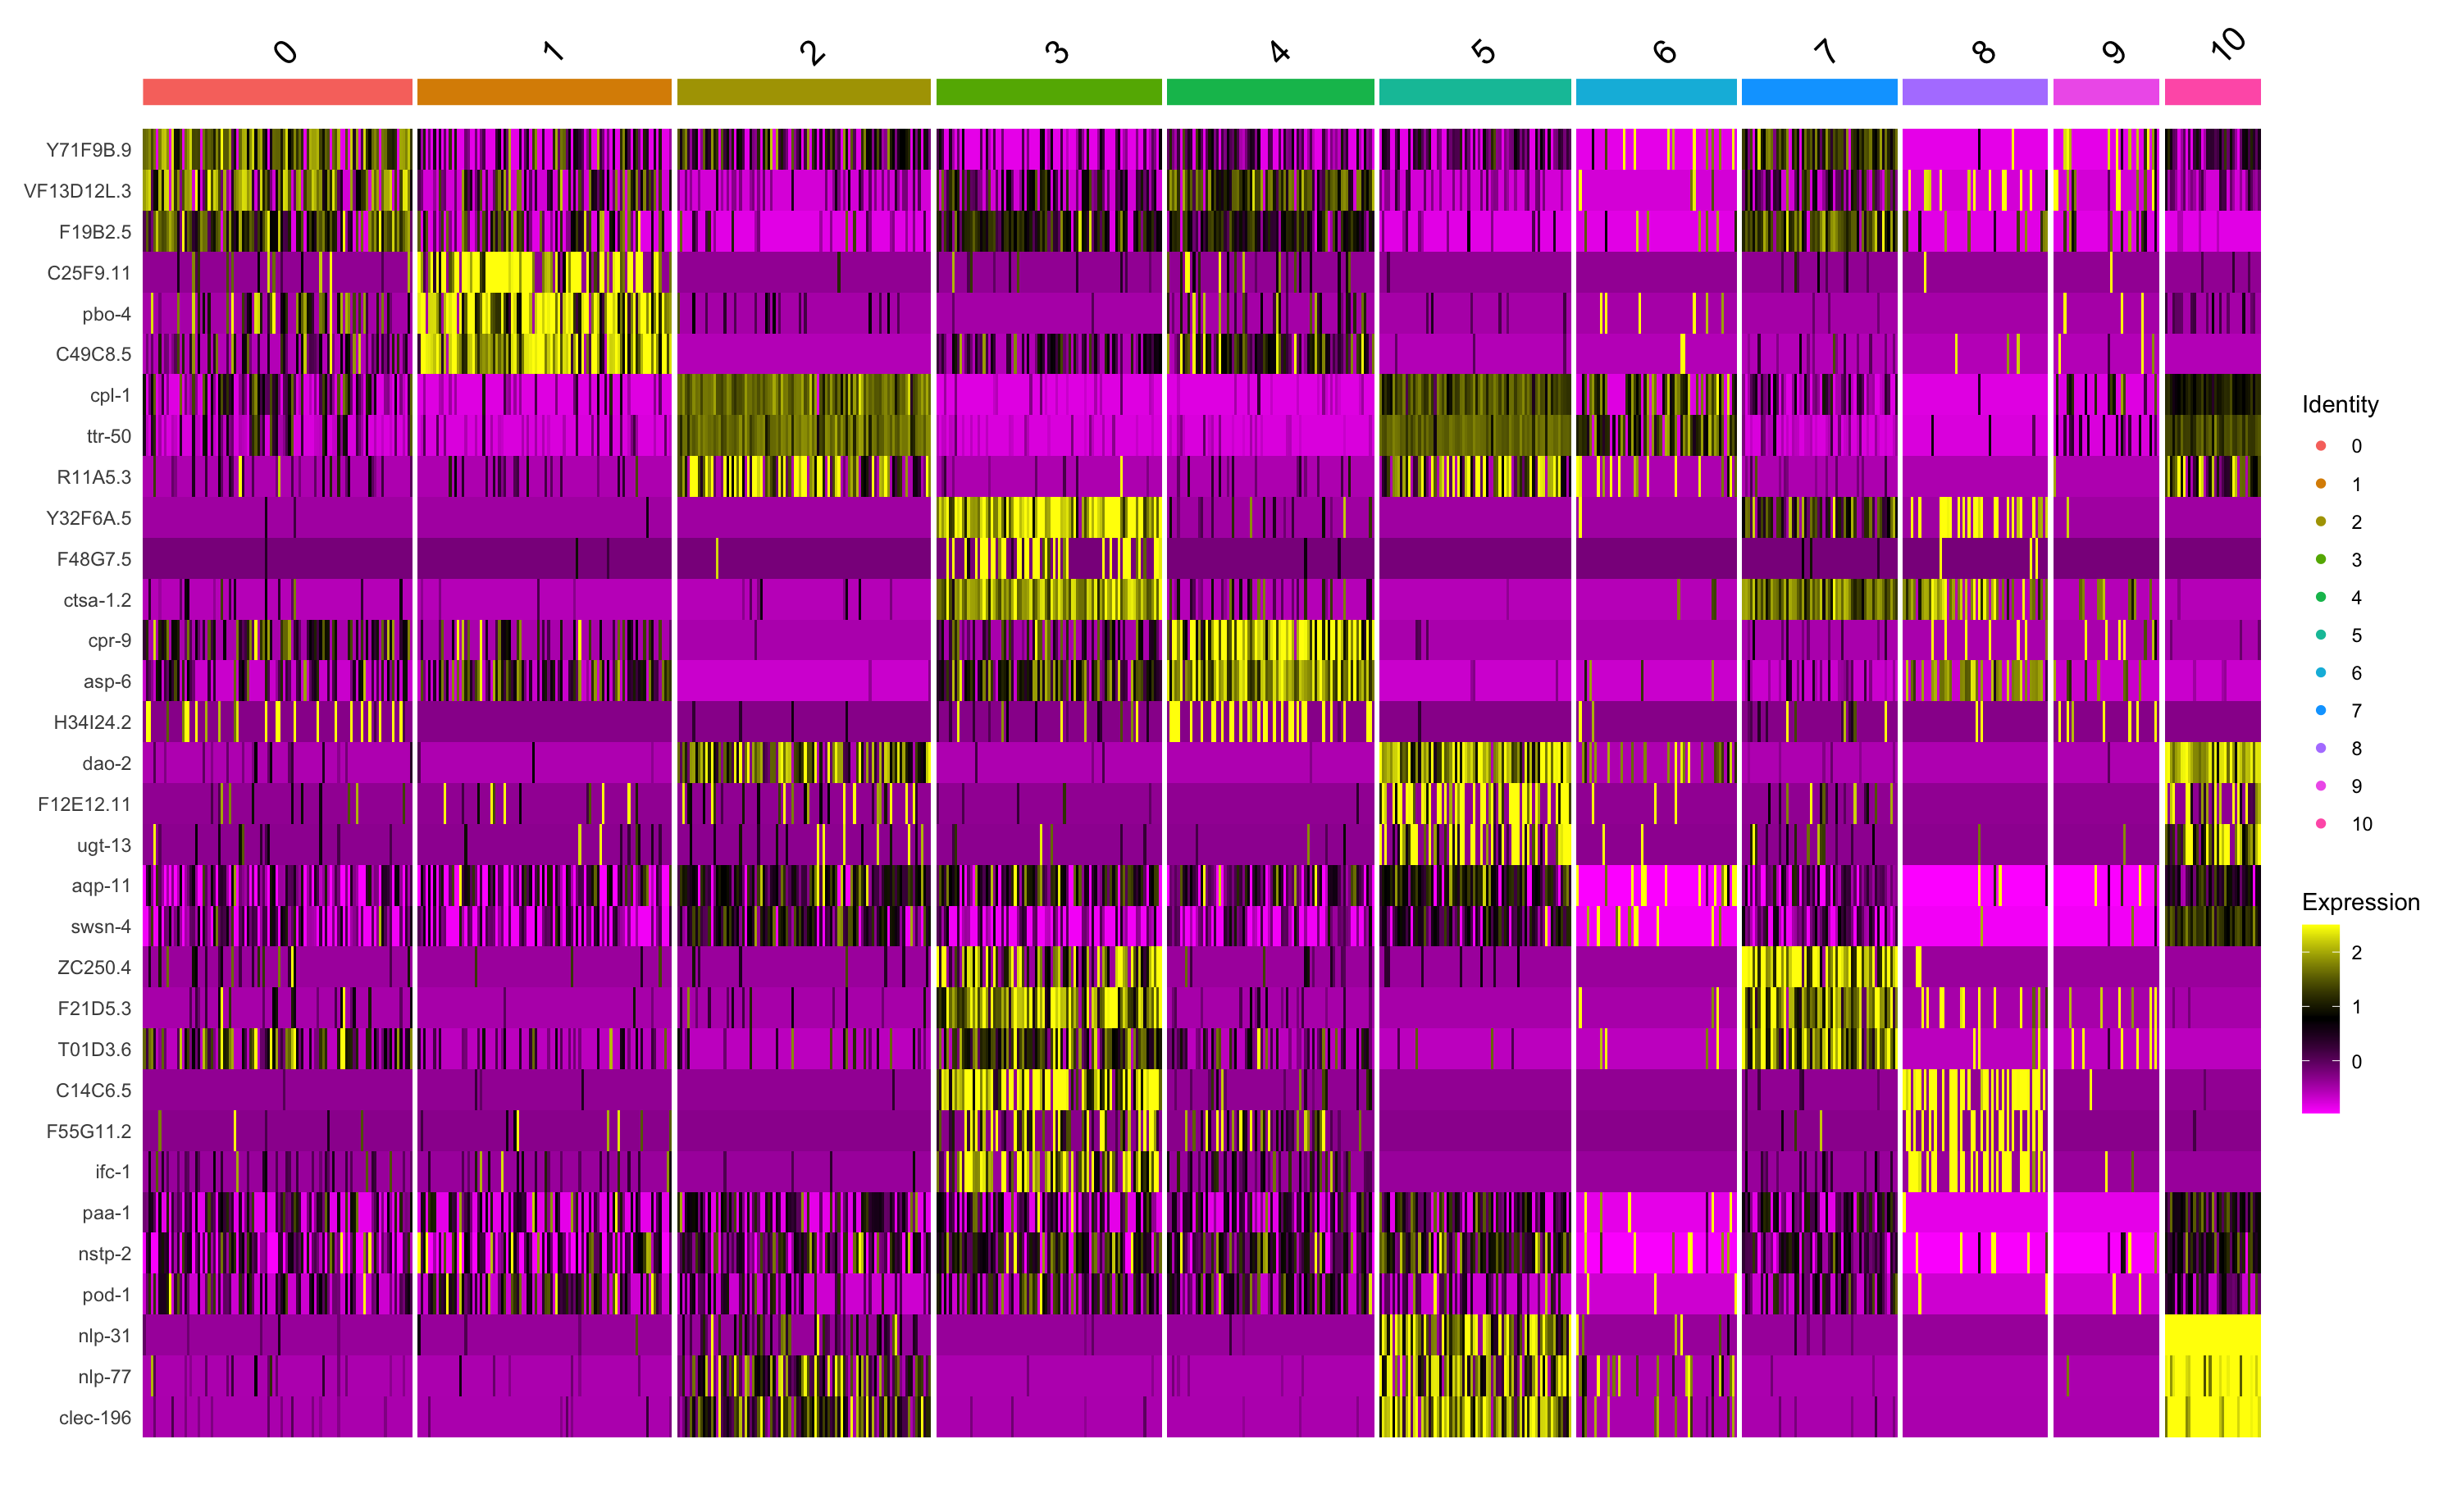 0 1 2 3 4 5 6 7 8 9 10
Y71F9B.9
VF13D12L.3
F19B2.5
C25F9.11
pbo-4
C49C8.5
cpl-1
ttr-50
R11A5.3
Y32F6A.5
F48G7.5
ctsa-1.2
cpr-9
asp-6
H34I24.2
dao-2
F12E12.11
ugt-13
aqp-11
swsn-4
ZC250.4
F21D5.3
T01D3.6
C14C6.5
F55G11.2
ifc-1
paa-1
nstp-2
pod-1
nlp-31
nlp-77
clec-196
Identity
0
1
2
3
4
5
6
7
8
9
10
Expression
2
1
0